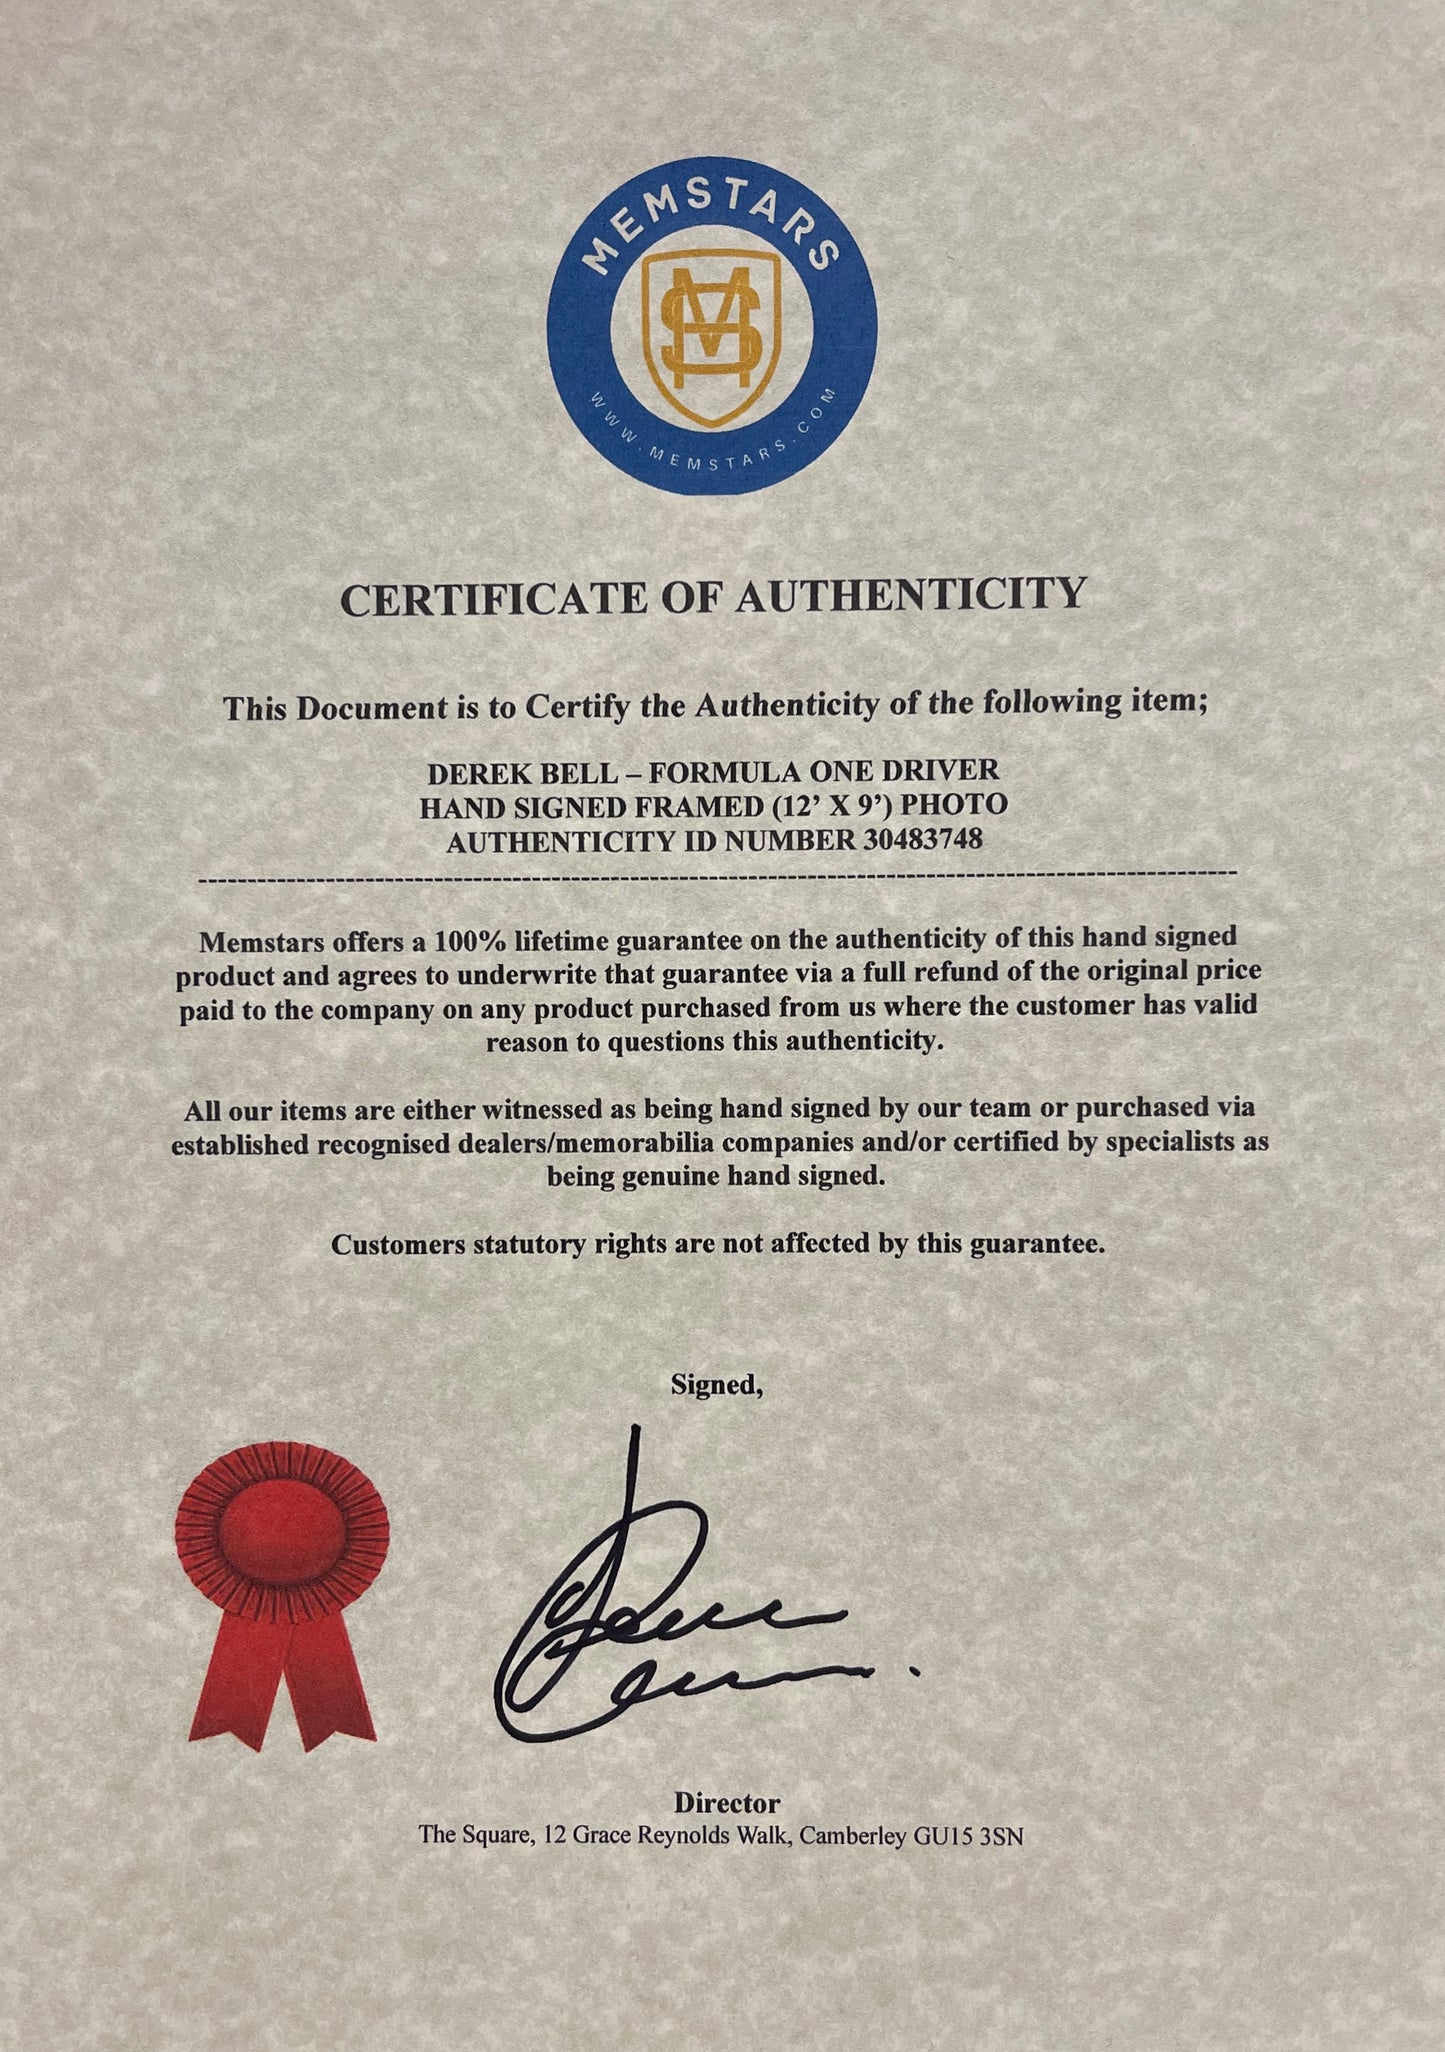 MEMSTARS
WWW.MEMSTARS.COM
CERTIFICATE OF AUTHENTICITY
This Document is to Certify the Authenticity of the following item;
DEREK BELL – FORMULA ONE DRIVER
HAND SIGNED FRAMED (12’ X 9’) PHOTO
AUTHENTICITY ID NUMBER 30483748
Memstars offers a 100% lifetime guarantee on the authenticity of this hand signed
product and agrees to underwrite that guarantee via a full refund of the original price
paid to the company on any product purchased from us where the customer has valid
reason to questions this authenticity.
All our items are either witnessed as being hand signed by our team or purchased via
established recognised dealers/memorabilia companies and/or certified by specialists as
being genuine hand signed.
Customers statutory rights are not affected by this guarantee.
Signed,
Director
The Square, 12 Grace Reynolds Walk, Camberley GU15 3SN